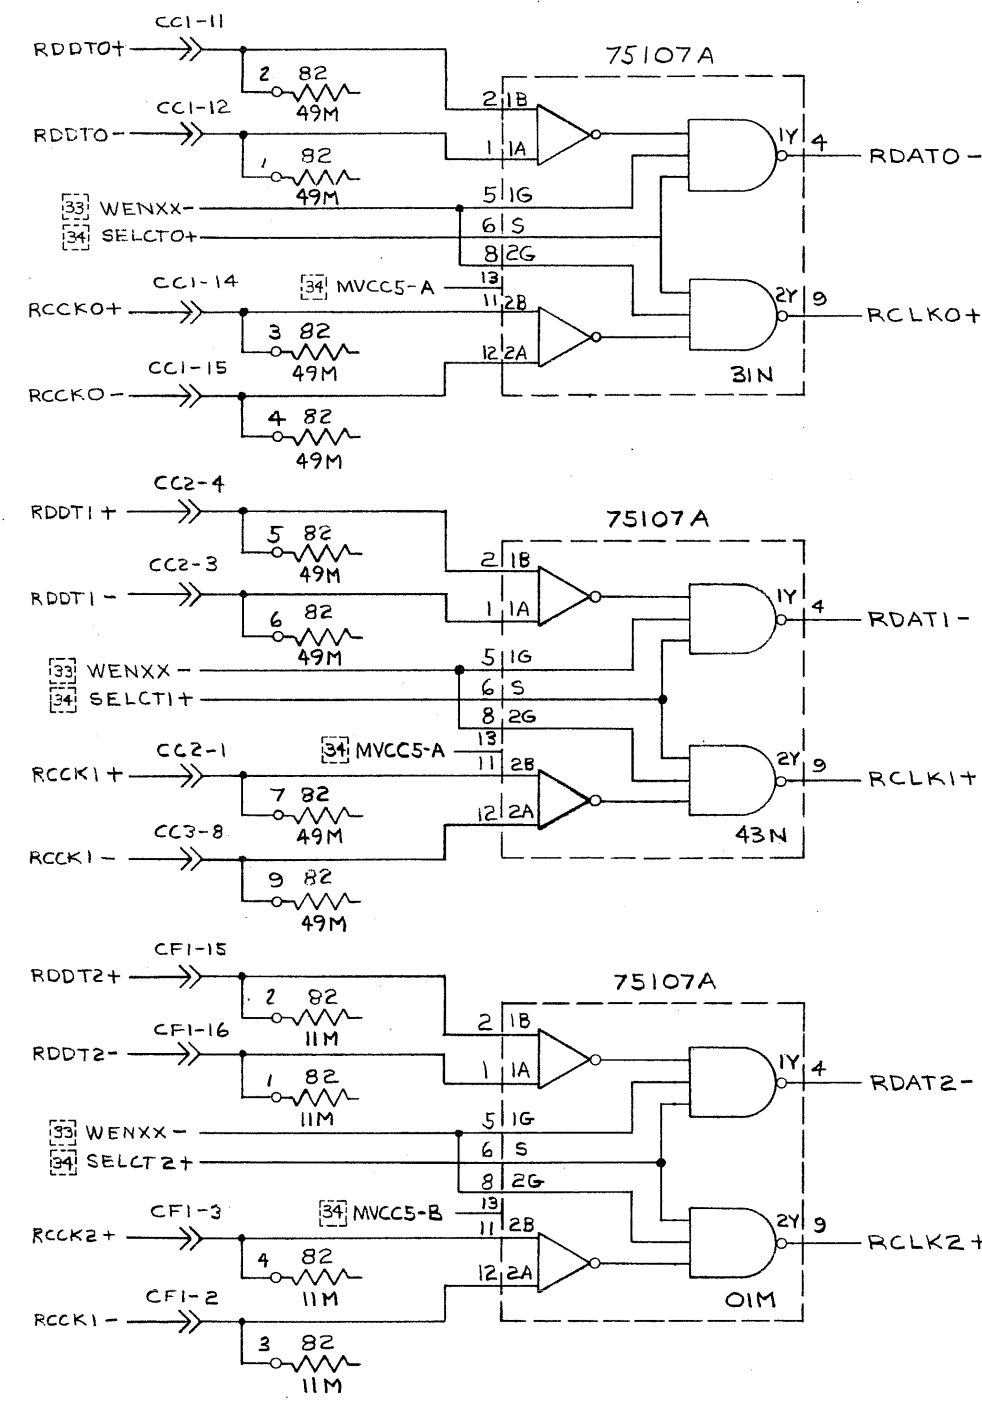 CC1-11
RDDT0+
75107A
2 82
49M
CC1-12
2 1B
RDDT0-
1Y 4
RDAT0-
1 82
1 1A
49M
5 1G
33 WENXX-
6 S
34 SELCT0+
8 2G
13
CC1-14
34 MVCC5-A
11 2B
2Y 9
RCCK0+
RCLK0+
3 82
12 2A
49M
CC1-15
31N
RCCK0-
4 82
49M
CC2-4
RDDT1+
75107A
5 82
2 1B
CC2-3
49M
RDDT1-
1 1A
1Y 4
RDAT1-
6 82
49M
5 1G
33 WENXX-
6 S
34 SELCT1+
8 2G
13
CC2-1
34 MVCC5-A
11 2B
2Y 9
RCCK1+
RCLK1+
7 82
12 2A
49M
CC3-8
43N
RCCK1-
9 82
49M
CF1-15
RDDT2+
75107A
2 82
2 1B
CF1-16
11M
RDDT2-
1 1A
1Y 4
RDAT2-
1 82
11M
5 1G
33 WENXX-
6 S
34 SELCT2+
8 2G
13
CF1-3
34 MVCC5-B
11 2B
2Y 9
RCCK2+
RCLK2+
4 82
12 2A
11M
CF1-2
01M
RCCK1-
3 82
11M